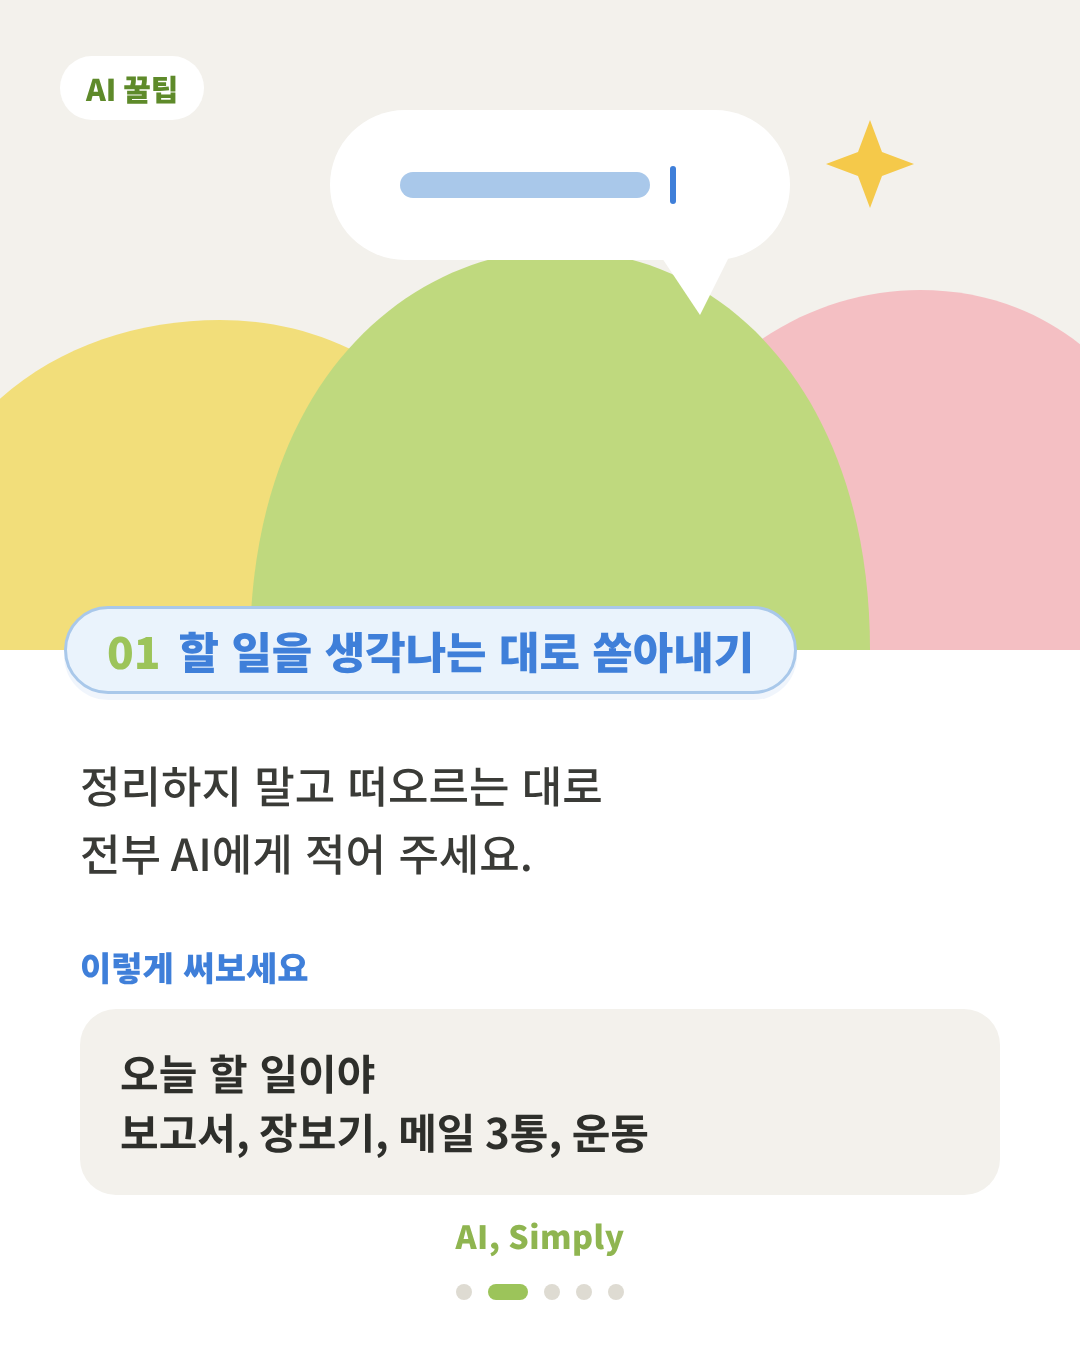 AI 꿀팁
01 할 일을 생각나는 대로 쏟아내기
정리하지 말고 떠오르는 대로
전부 AI에게 적어 주세요.
이렇게 써보세요
오늘 할 일이야
보고서, 장보기, 메일 3통, 운동
AI, Simply